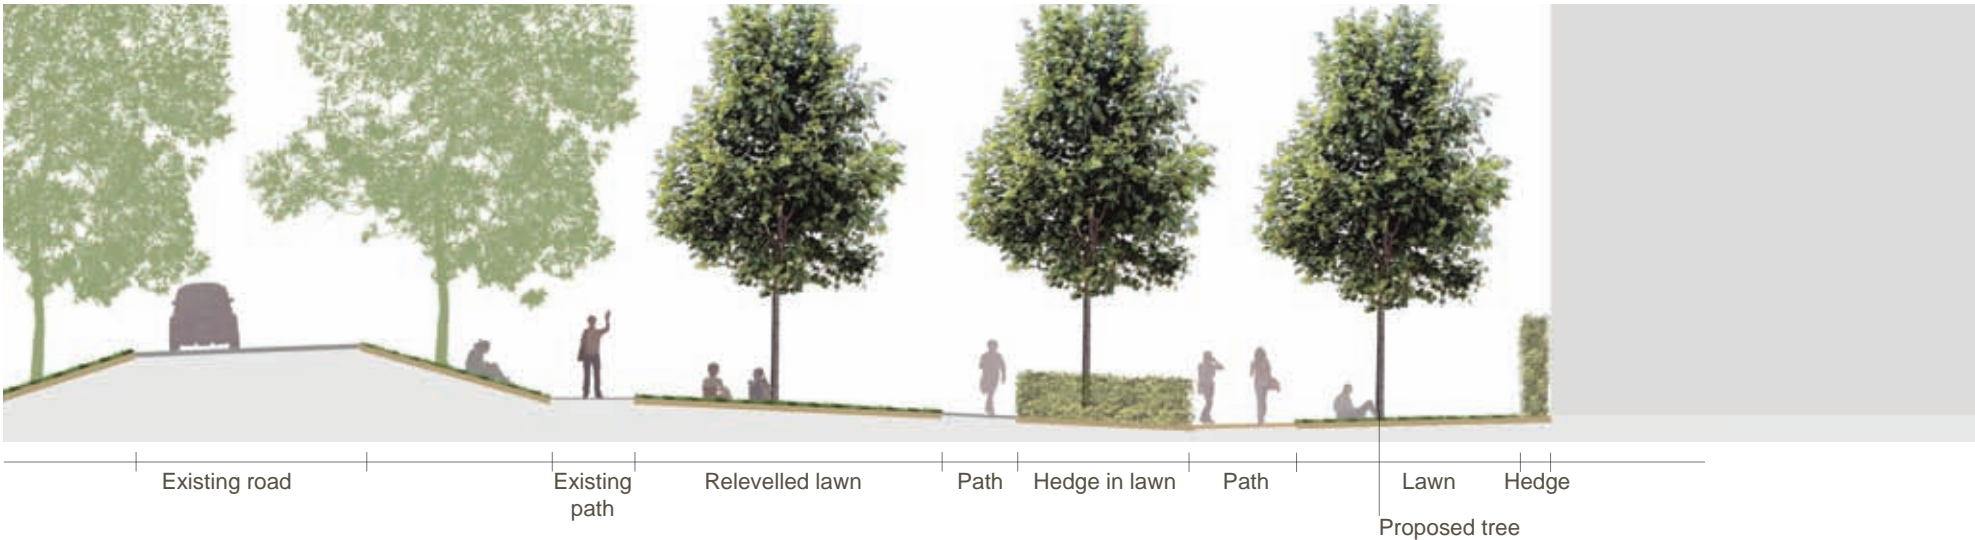 Existing road
Existing
path
Relevelled lawn
Path
Hedge in lawn
Path
Lawn
Hedge
Proposed tree